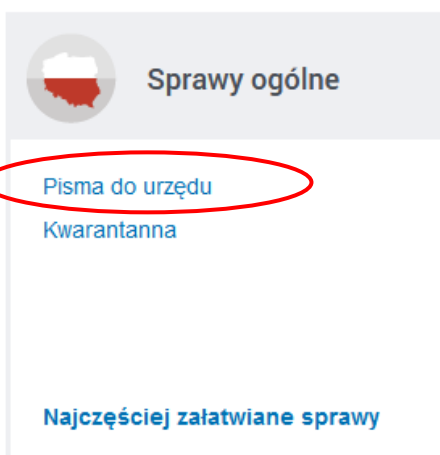 Sprawy ogólne
Pisma do urzędu
Kwarantanna
Najczęściej załatwiane sprawy